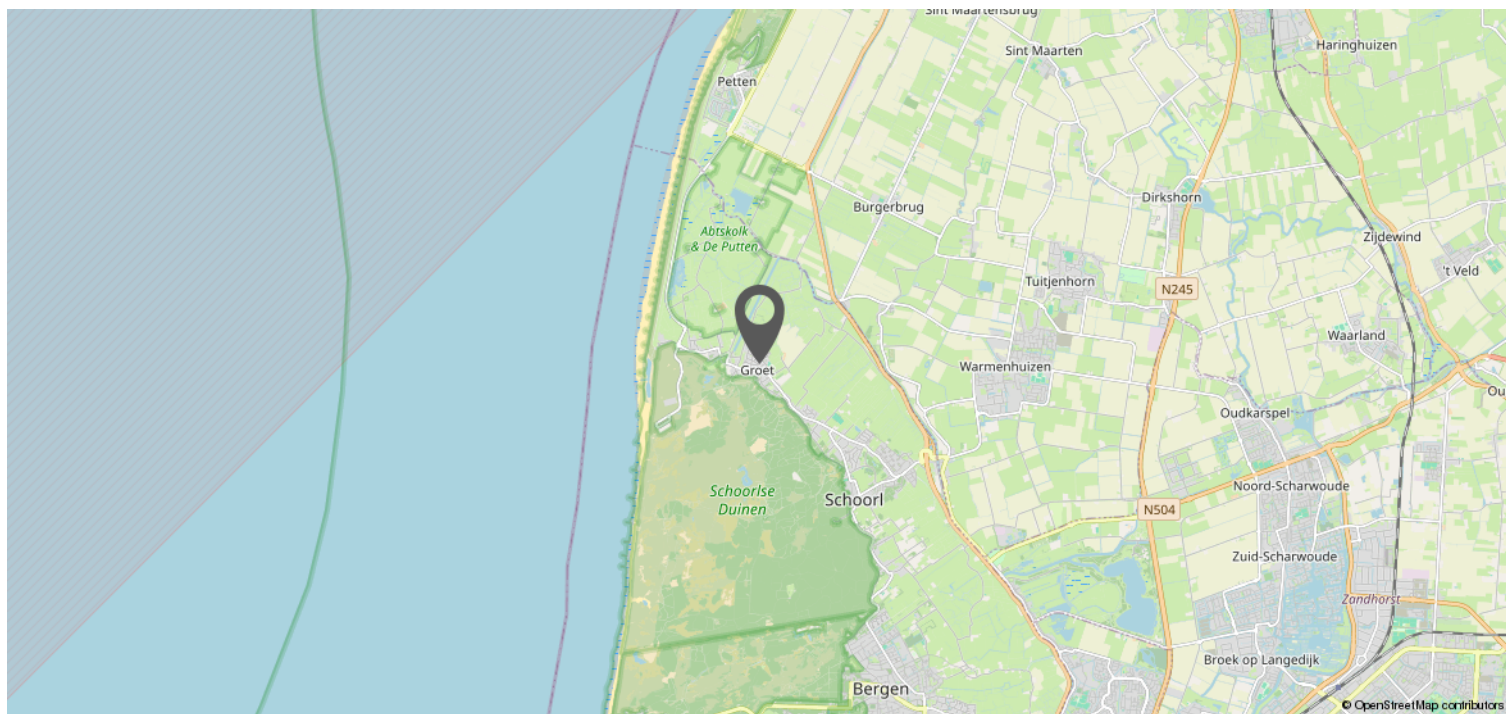 Sint Maartensbrug
Sint Maarten
Haringhuizen
Petten
Dirkshorn
Burgerbrug
Abtskolk
& De Putten
Zijdewind
't Veld
Tuitjenhorn
N245
Waarland
Groet
Warmenhuizen
Oudkarspel
Schoorlse
Duinen
Schoorl
Noord-Scharwoude
N504
Zuid-Scharwoude
Zandhorst
Broek op Langedijk
Bergen
© OpenStreetMap contributors